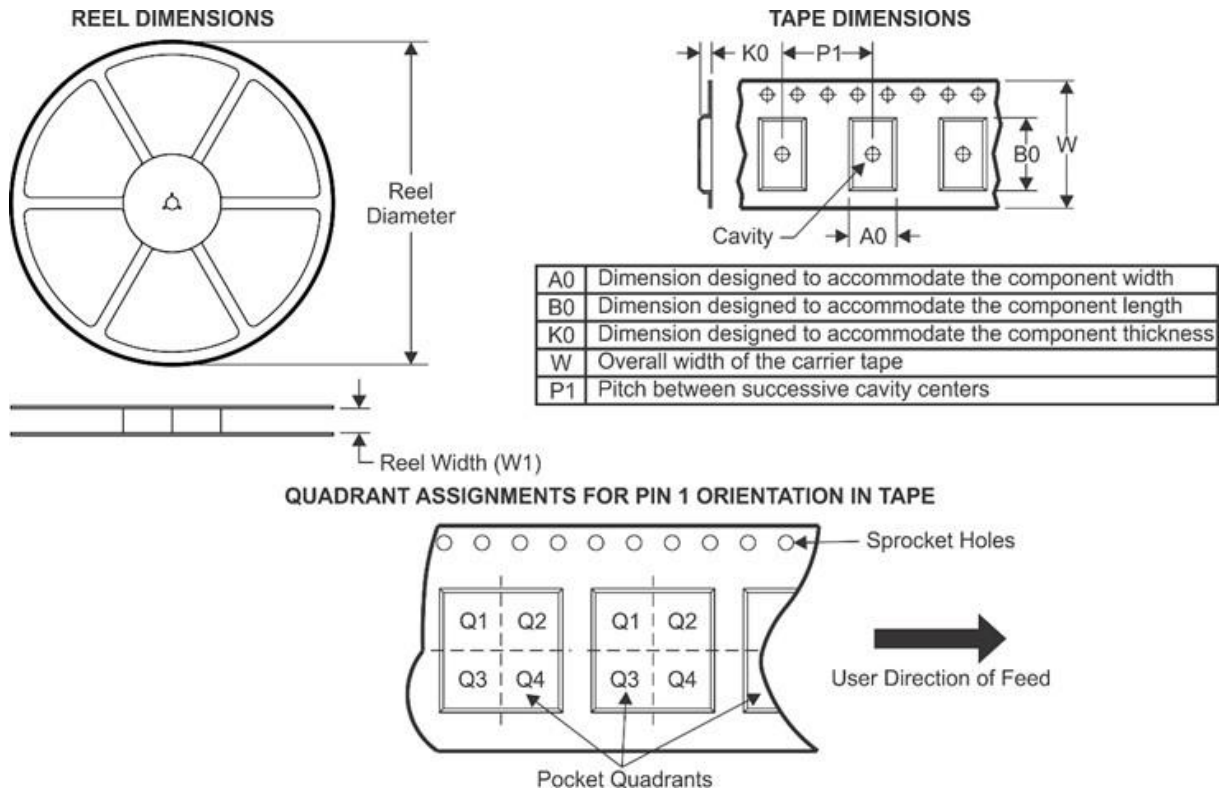 REEL DIMENSIONS
Reel
Diameter
Reel Width (W1)
TAPE DIMENSIONS
K0
P1
B0
W
Cavity
A0
A0 Dimension designed to accommodate the component width
B0 Dimension designed to accommodate the component length
K0 Dimension designed to accommodate the component thickness
W Overall width of the carrier tape
P1 Pitch between successive cavity centers
QUADRANT ASSIGNMENTS FOR PIN 1 ORIENTATION IN TAPE
Sprocket Holes
Q1 Q2 Q1 Q2
Q3 Q4 Q3 Q4
User Direction of Feed
Pocket Quadrants